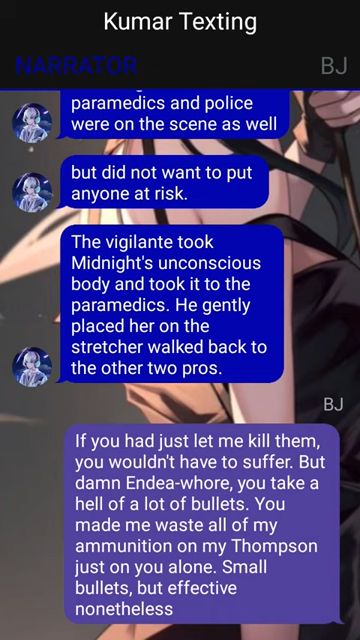 Kumar Texting
NARRATOR
BJ
paramedics and police
were on the scene as well
but did not want to put
anyone at risk.
The vigilante took
Midnight's unconscious
body and took it to the
paramedics. He gently
placed her on the
stretcher walked back to
the other two pros.
BJ
If you had just let me kill them,
you wouldn't have to suffer. But
damn Endea-whore, you take a
hell of a lot of bullets. You
made me waste all of my
ammunition on my Thompson
just on you alone. Small
bullets, but effective
nonetheless